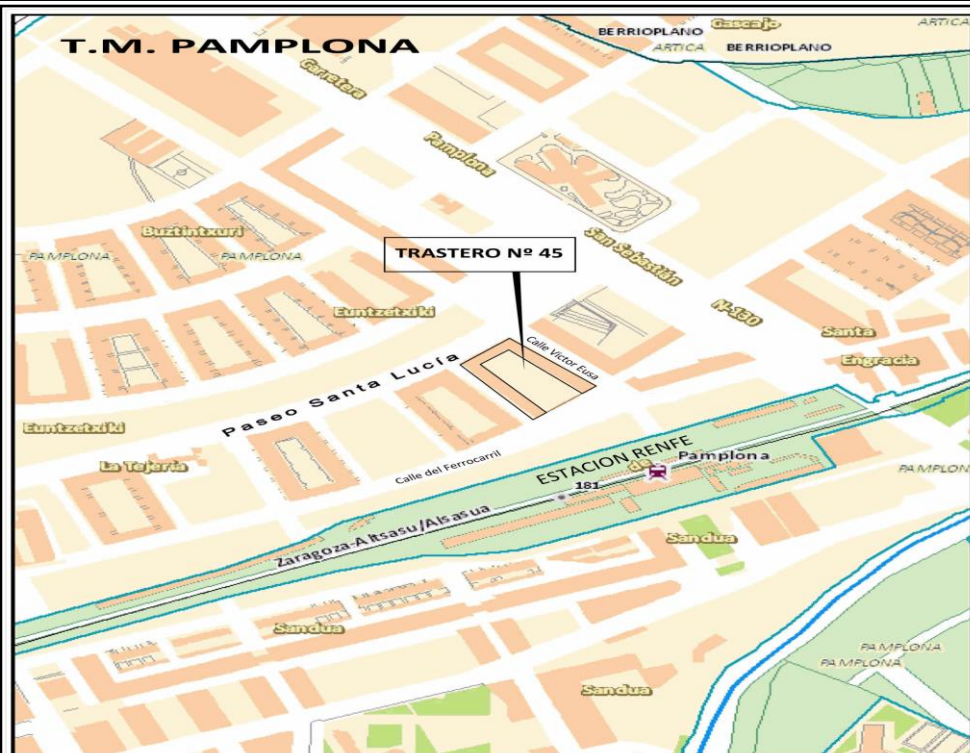 T.M. PAMPLONA
BERRIOPLANO
Gascajo
ARTICA
ARTICA
BERRIOPLANO
Carretera
Pamplona
Buztintxuri
PAMPLONA
PAMPLONA
TRASTERO Nº 45
San Sebastián
N-130
Euntzetxiki
Santa
Engracia
Calle Víctor Eusa
Paseo Santa Lucía
Euntzetxiki
La Tejería
Calle del Ferrocarril
ESTACION RENFE
de
Pamplona
181
PAMPLON
Zaragoza-Altsasu/Alsasua
Sandua
Sandua
PAMPLONA
PAMPLONA
Sandua